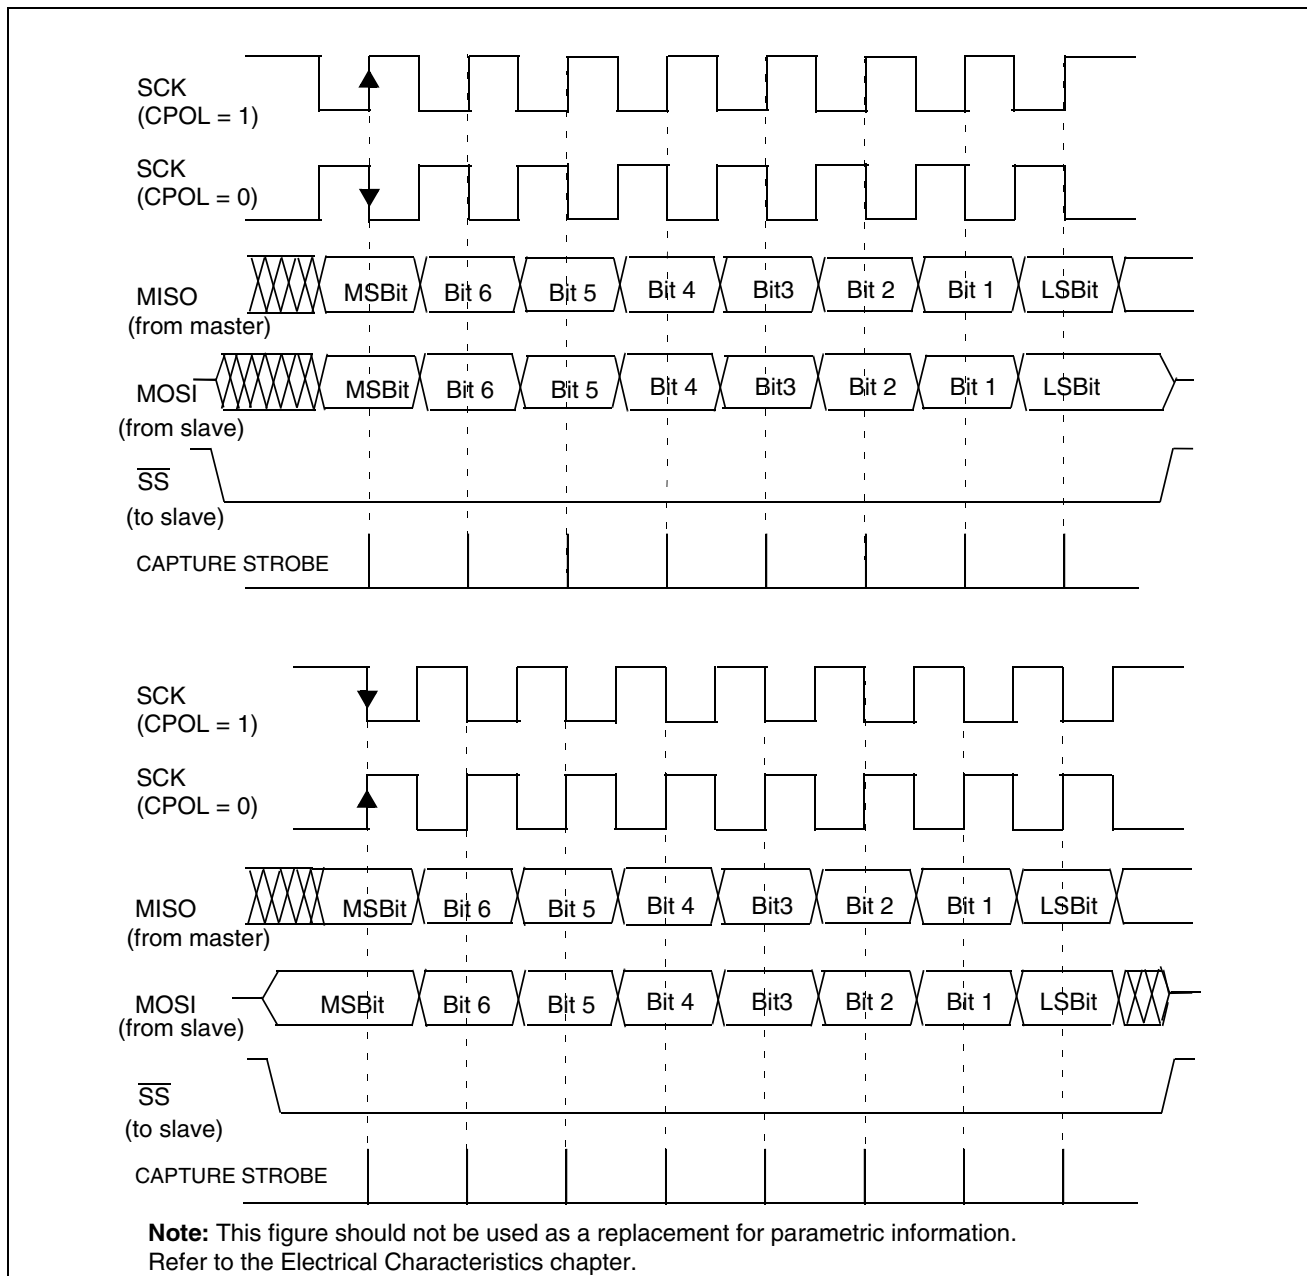 SCK
(CPOL = 1)
SCK
(CPOL = 0)
MISO
(from master)
MSBit Bit 6 Bit 5 Bit 4 Bit3 Bit 2 Bit 1 LSBit
MOSI
(from slave)
MSBit Bit 6 Bit 5 Bit 4 Bit3 Bit 2 Bit 1 LSBit
SS
(to slave)
CAPTURE STROBE
SCK
(CPOL = 1)
SCK
(CPOL = 0)
MISO
(from master)
MSBit Bit 6 Bit 5 Bit 4 Bit3 Bit 2 Bit 1 LSBit
MOSI
(from slave)
MSBit Bit 6 Bit 5 Bit 4 Bit3 Bit 2 Bit 1 LSBit
SS
(to slave)
CAPTURE STROBE
Note: This figure should not be used as a replacement for parametric information.
Refer to the Electrical Characteristics chapter.